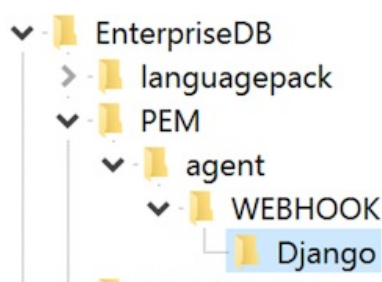 EnterpriseDB
languagepack
PEM
agent
WEBHOOK
Django